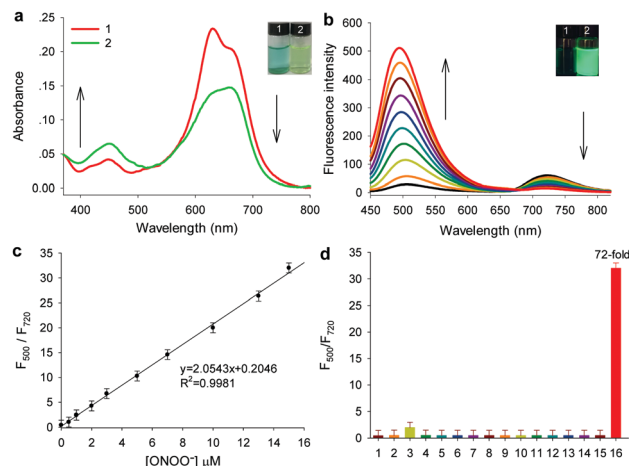 a
.25
.20
.15
.10
.05
0.00
Absorbance
1
2
1 2
400 500 600 700 800
Wavelength (nm)
b
600
500
400
300
200
100
0
Fluorescence intensity
1 2
450 500 550 600 650 700 750 800
Wavelength (nm)
c
35
30
25
20
15
10
5
0
F500 / F720
y=2.0543x+0.2046
R²=0.9981
0 2 4 6 8 10 12 14 16
[ONOO⁻] μM
d
35
30
25
20
15
10
5
0
F500/F720
72-fold
1 2 3 4 5 6 7 8 9 10 11 12 13 14 15 16